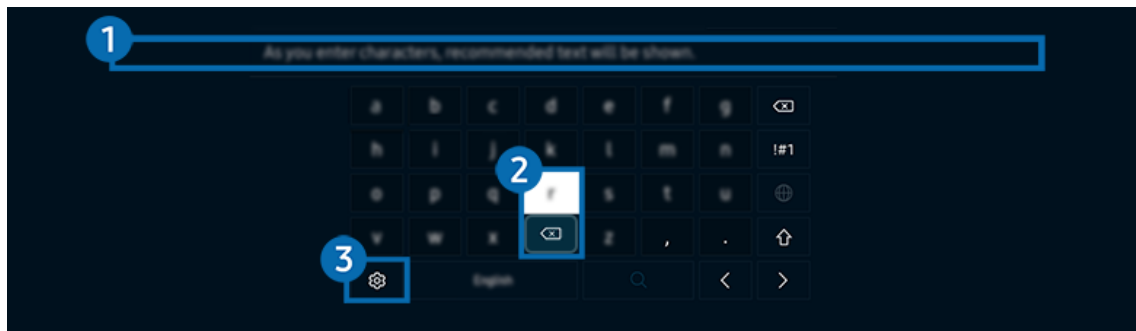 1
As you enter characters, recommended text will be shown.
a b c d e f g
h i j k l m n !#1
2
o p q r s t u
v w x z , .
3
English < >